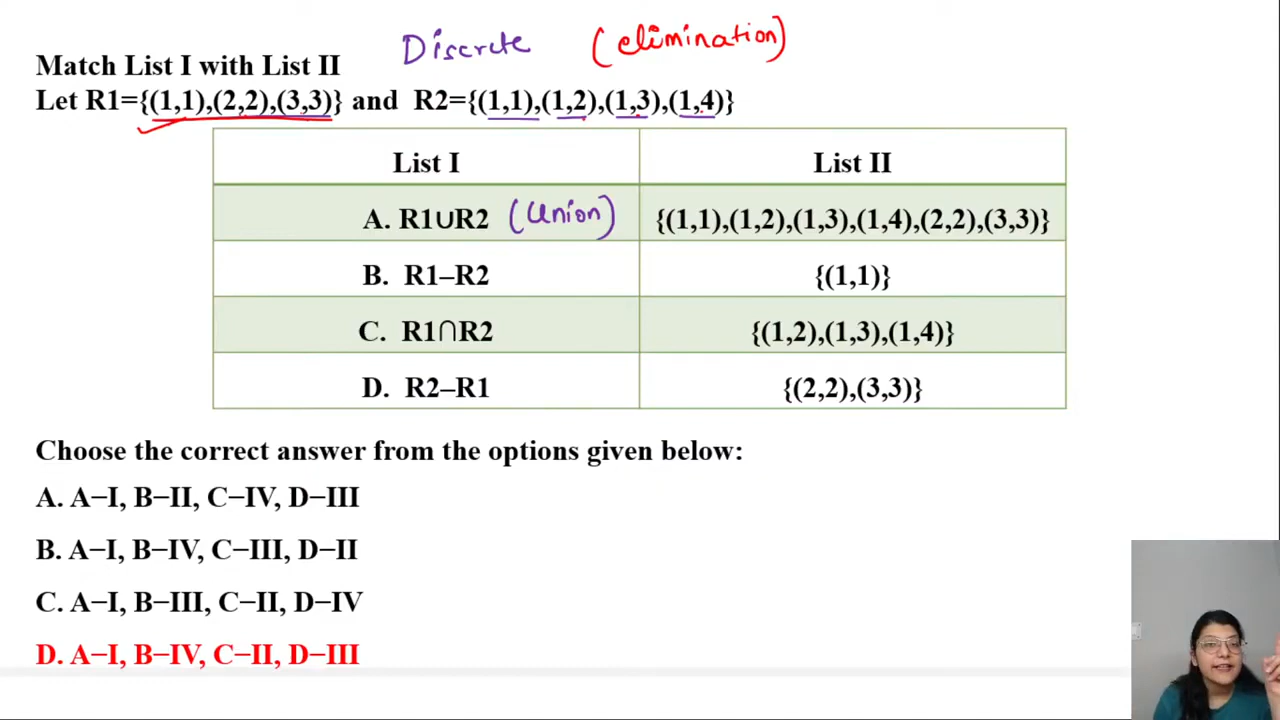 Discrete (elimination)
Match List I with List II
Let R1={(1,1),(2,2),(3,3)} and R2={(1,1),(1,2),(1,3),(1,4)}
List I List II
A. R1∪R2 (Union) {(1,1),(1,2),(1,3),(1,4),(2,2),(3,3)}
B. R1–R2 {(1,1)}
C. R1∩R2 {(1,2),(1,3),(1,4)}
D. R2–R1 {(2,2),(3,3)}
Choose the correct answer from the options given below:
A. A−I, B−II, C−IV, D−III
B. A−I, B−IV, C−III, D−II
C. A−I, B−III, C−II, D−IV
D. A−I, B−IV, C−II, D−III